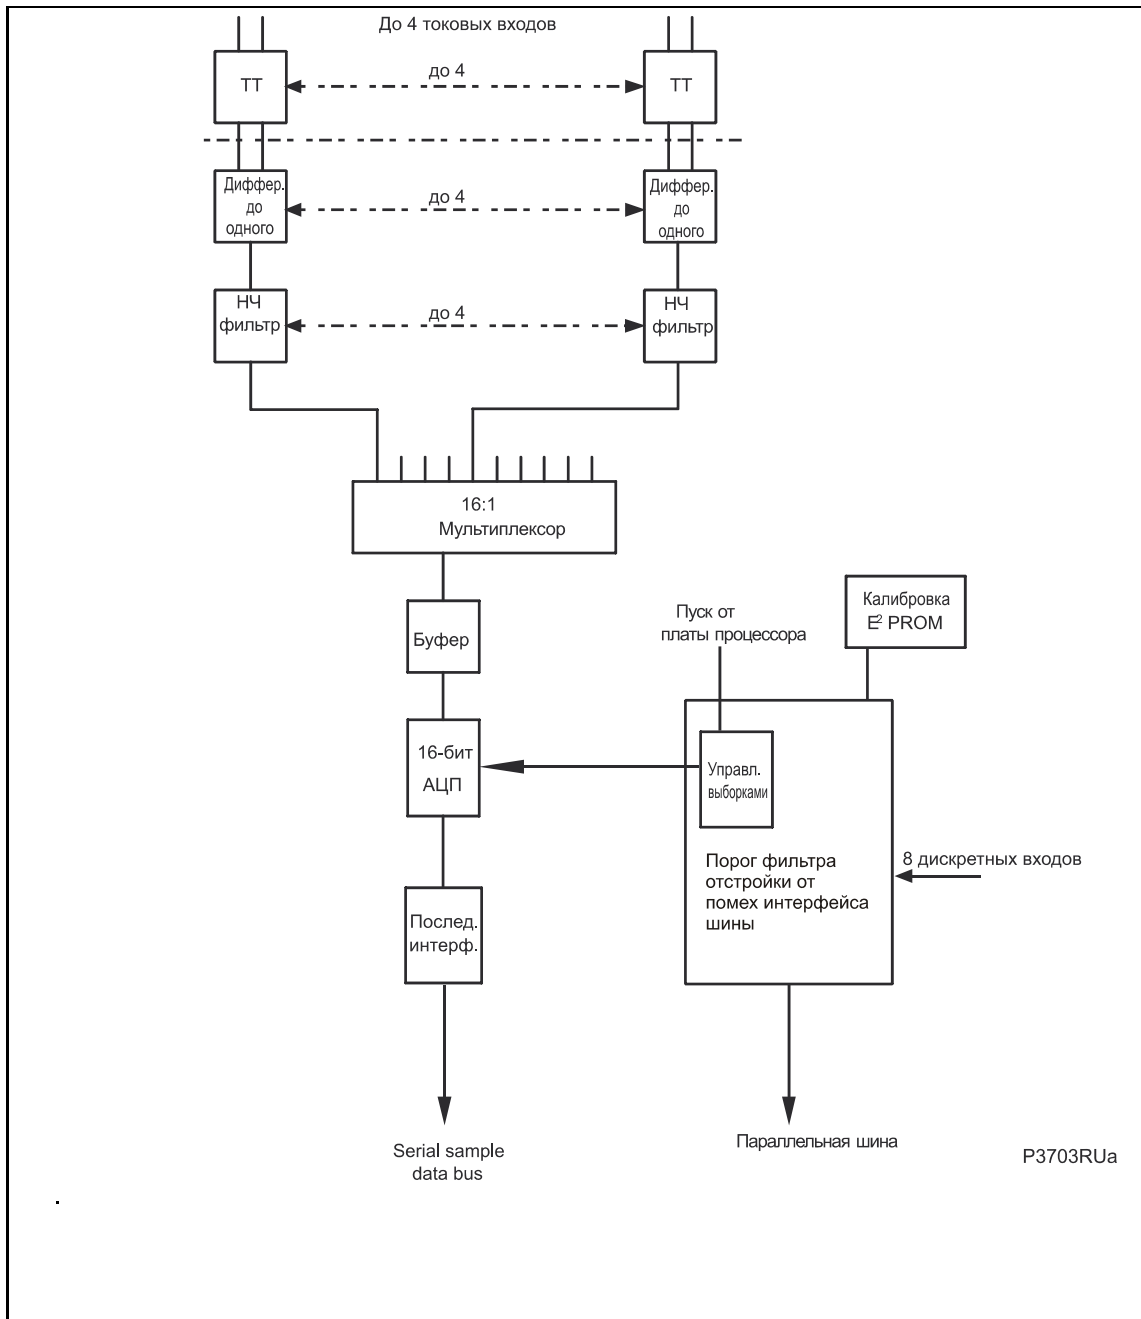 До 4 токовых входов
ТТ
до 4
ТТ
Диффер.
до
одного
до 4
Диффер.
до
одного
НЧ
фильтр
до 4
НЧ
фильтр
16:1
Мультиплексор
Буфер
Пуск от
платы процессора
Калибровка
E² PROM
16-бит
АЦП
Управл.
выборками
Порог фильтра
отстройки от
помех интерфейса
шины
8 дискретных входов
Послед.
интерф.
Serial sample
data bus
Параллельная шина
P3703RUa